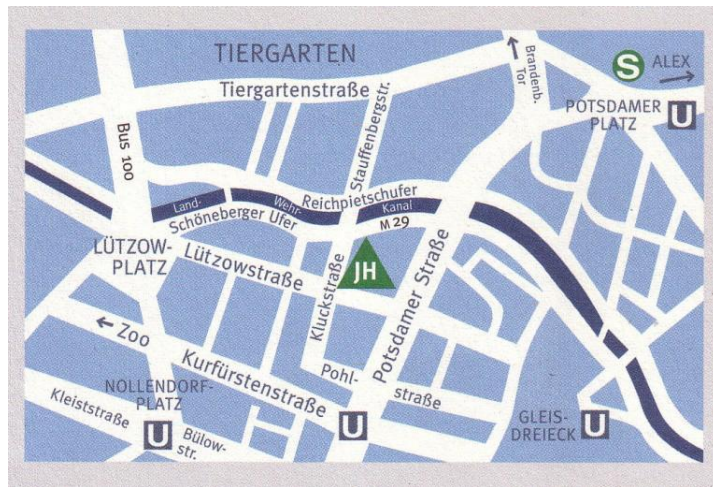 TIERGARTEN
Tiergartenstraße
Stauffenbergstr.
Brandenb.
Tor
S
ALEX
POTSDAMER
PLATZ
U
Bus 100
Land-
Wehr-
Kanal
Reichpietschufer
Schöneberger Ufer
M 29
LÜTZOW-
PLATZ
Lützowstraße
Kluckstraße
JH
Potsdamer Straße
Zoo
Kurfürstenstraße
Pohl-
straße
NOLLENDORF-
PLATZ
U
Kleiststraße
Bülow-
str.
U
GLEIS-
DREIECK
U